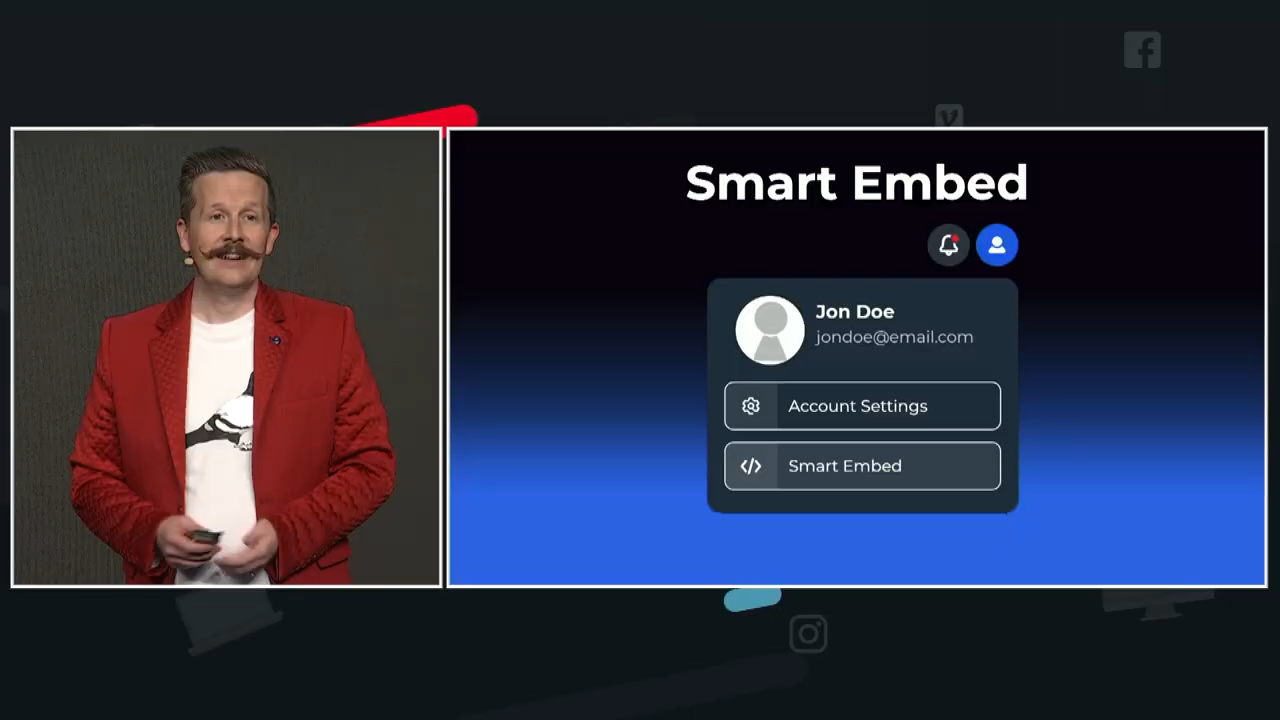 Smart Embed
Jon Doe
jondoe@email.com
Account Settings
Smart Embed